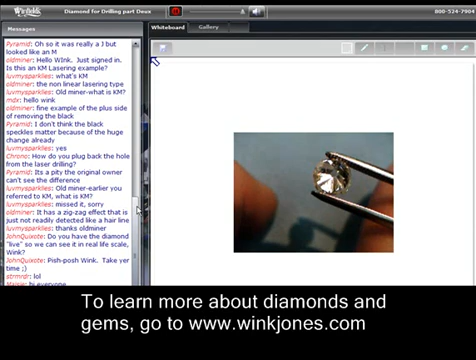 Winfield's
Diamond for Drilling part Deus
800-524-7904
Messages
Whiteboard
Gallery
Pyramid: Oh so it was really a J but looked like an M
oldminer: Hello WInk. Just signed in. Is this an KM Lasering example?
luvmysparklies: what's KM
oldminer: the non linear lasering type
luvmysparklies: Old miner-what is KM?
mdx: hello wink
oldminer: fine example of the plus side of removing the black
Pyramid: I don't think the black speckles matter because of the huge change already
luvmysparklies: yes
Chrono: How do you plug back the hole from the laser drilling?
Pyramid: Its a pity the original owner can't see the difference
luvmysparklies: Old miner-earlier you referred to KM, what is KM?
luvmysparklies: missed it, sorry
oldminer: It has a zig-zag effect that is just not readily detected like a hair line
luvmysparklies: thanks oldminer
JohnQuixote: Do you have the diamond "live" so we can see it in real life scale, Wink?
JohnQuixote: Pish-posh Wink. Take yer time ;)
strmrdr: lol
hi everynne
To learn more about diamonds and
gems, go to www.winkjones.com